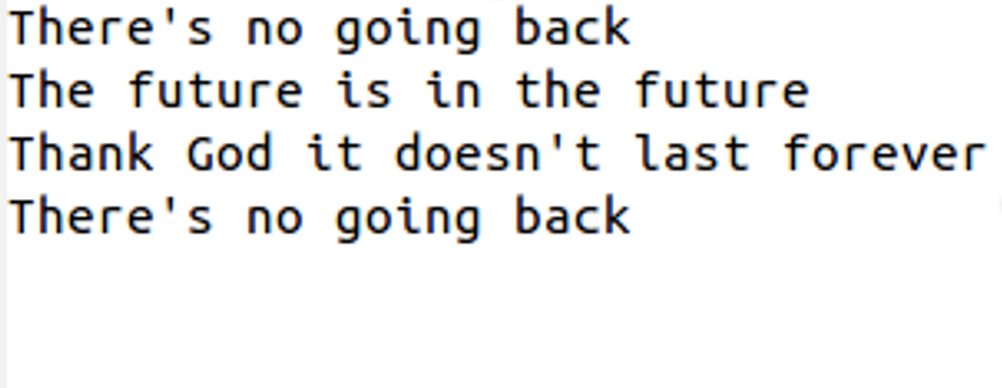 There's no going back
The future is in the future
Thank God it doesn't last forever
There's no going back